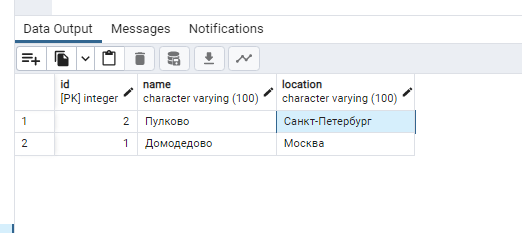 Data Output Messages Notifications
id name location
[PK] integer character varying (100) character varying (100)
1 2 Пулково Санкт-Петербург
2 1 Домодедово Москва